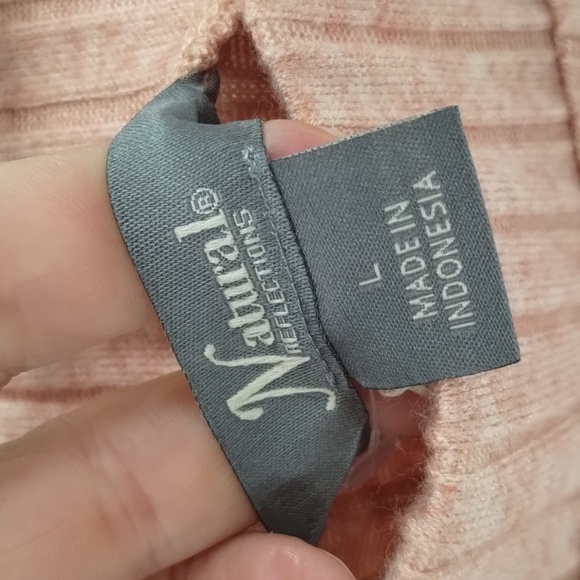 Natural®
REFLECTIONS
L
MADE IN
INDONESIA